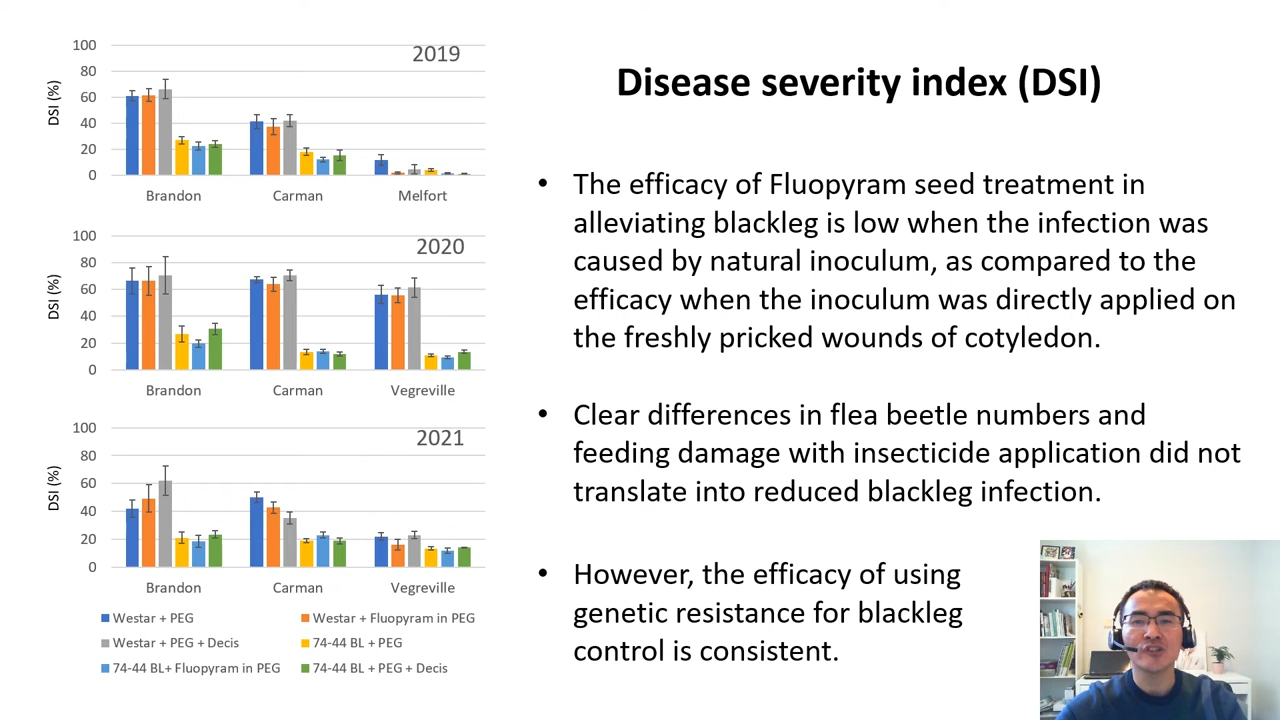 Disease severity index (DSI)
2019
DSI (%)
100
80
60
40
20
0
Brandon Carman Melfort
2020
DSI (%)
100
80
60
40
20
0
Brandon Carman Vegreville
2021
DSI (%)
100
80
60
40
20
0
Brandon Carman Vegreville
Westar + PEG Westar + Fluopyram in PEG
Westar + PEG + Decis 74-44 BL + PEG
74-44 BL+ Fluopyram in PEG 74-44 BL + PEG + Decis
• The efficacy of Fluopyram seed treatment in
alleviating blackleg is low when the infection was
caused by natural inoculum, as compared to the
efficacy when the inoculum was directly applied on
the freshly pricked wounds of cotyledon.
• Clear differences in flea beetle numbers and
feeding damage with insecticide application did not
translate into reduced blackleg infection.
• However, the efficacy of using
genetic resistance for blackleg
control is consistent.